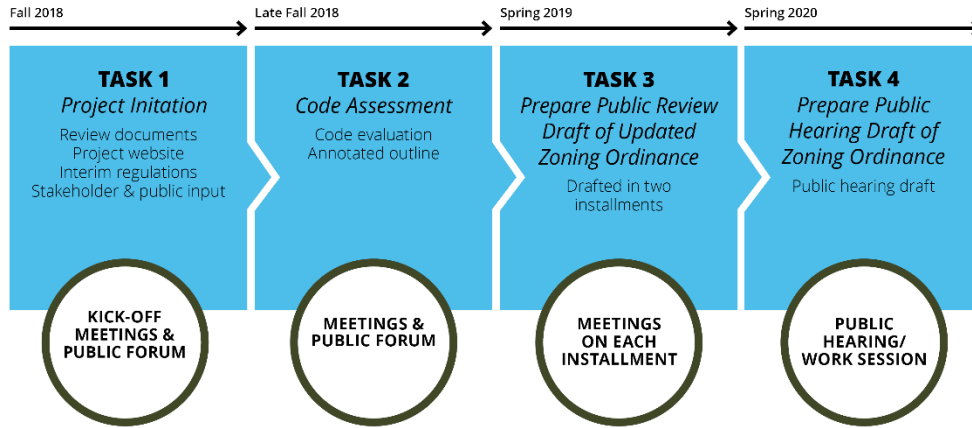 Fall 2018
Late Fall 2018
Spring 2019
Spring 2020
TASK 1
Project Initation
Review documents
Project website
Interim regulations
Stakeholder & public input
KICK-OFF
MEETINGS &
PUBLIC FORUM
TASK 2
Code Assessment
Code evaluation
Annotated outline
MEETINGS &
PUBLIC FORUM
TASK 3
Prepare Public Review
Draft of Updated
Zoning Ordinance
Drafted in two
installments
MEETINGS
ON EACH
INSTALLMENT
TASK 4
Prepare Public
Hearing Draft of
Zoning Ordinance
Public hearing draft
PUBLIC
HEARING/
WORK SESSION